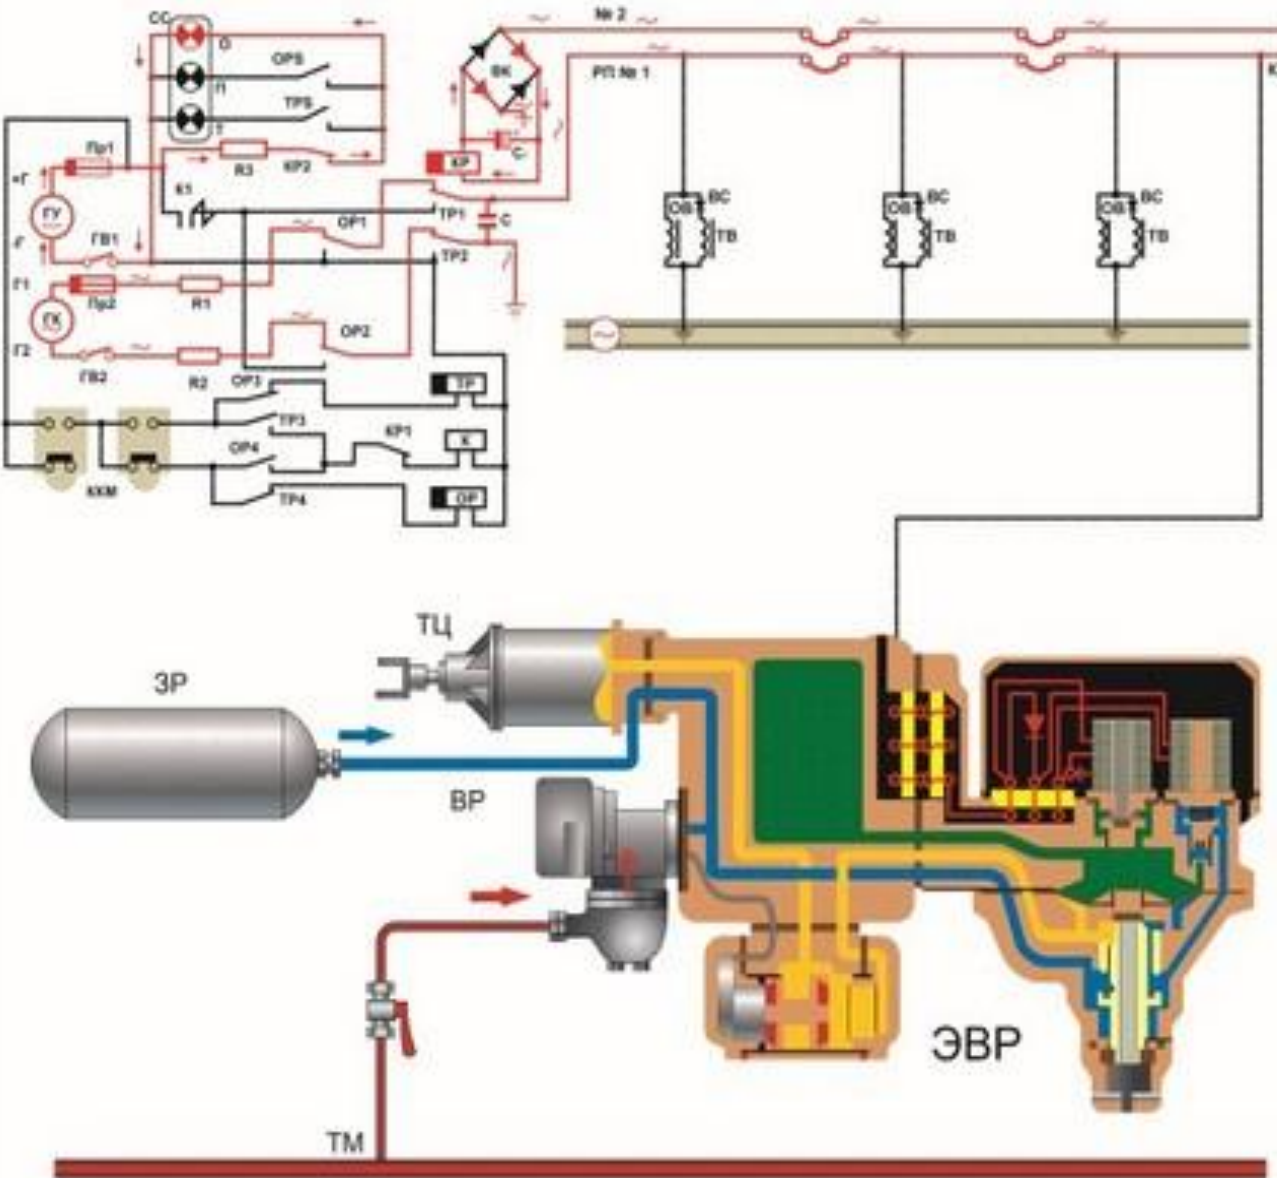 СС
№ 2
О
ОР5
П
ВК
РП № 1
К
ТР5
Т
Пр1
R3
КР2
КР
С
+Г
К1
ВС
ОВ
ТВ
ВС
ОВ
ТВ
ВС
ОВ
ТВ
ГУ
ОР1
ТР1
С
-Г
ГВ1
ТР2
Г1
Пр2
R1
ГК
ОР2
Г2
ГВ2
R2
ОР3
ТР
ТР3
КР1
К
ОР4
ККМ
ТР4
ОР
ТЦ
ЗР
ВР
ЭВР
ТМ